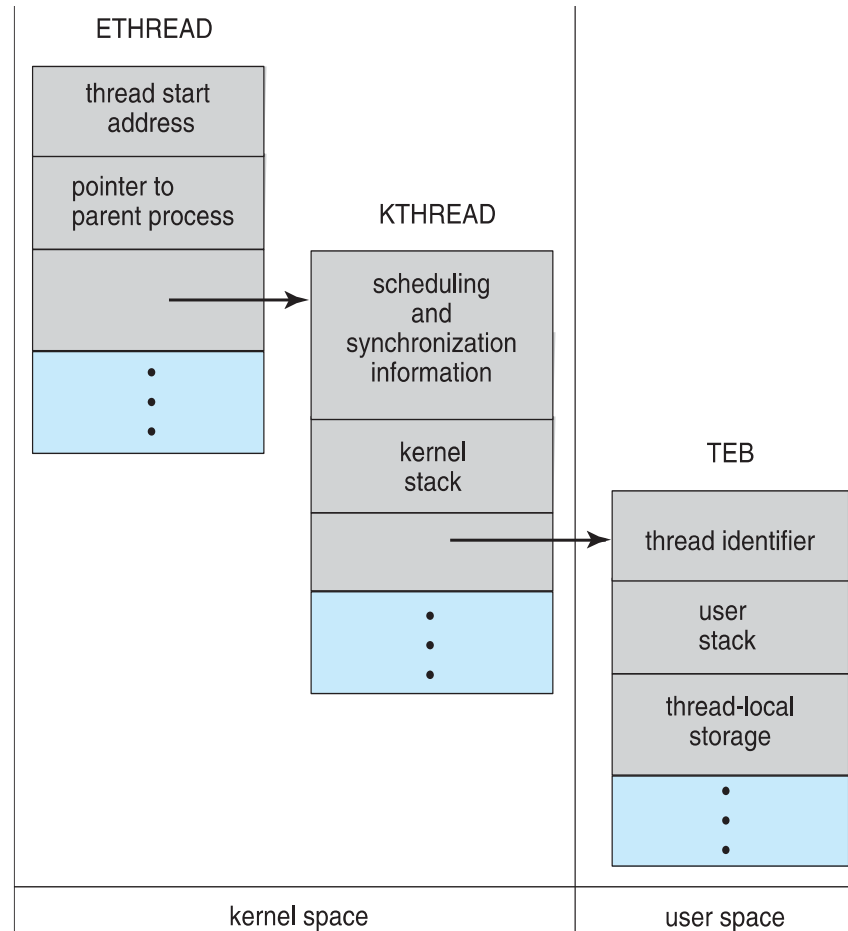 ETHREAD
thread start
address
pointer to
parent process
KTHREAD
scheduling
and
synchronization
information
kernel
stack
TEB
thread identifier
user
stack
thread-local
storage
kernel space
user space